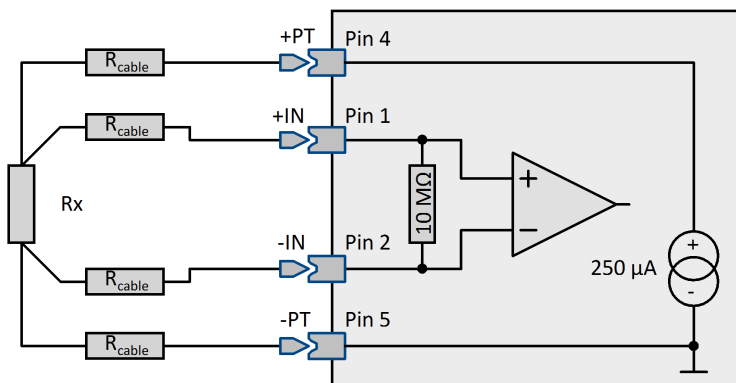 +PT
Pin 4
Rcable
+IN
Pin 1
Rcable
Rx
10 MΩ
+
−
-IN
Pin 2
250 µA
+
-
Rcable
-PT
Pin 5
Rcable